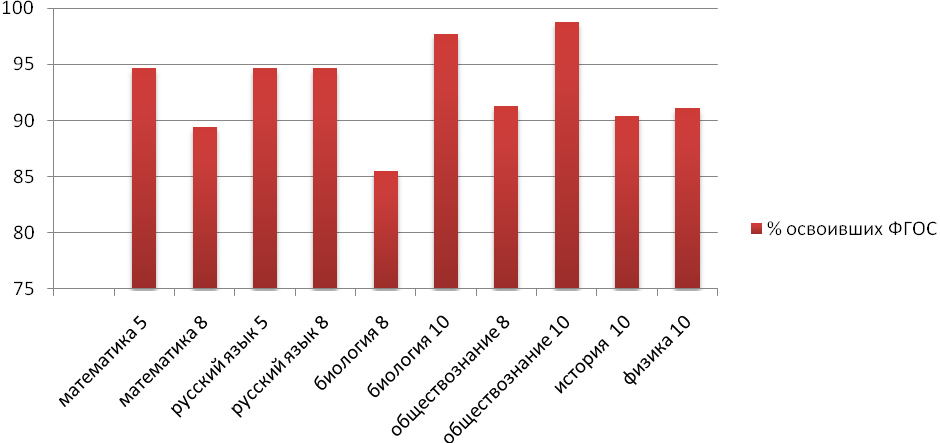 100
95
90
85
80
75
% освоивших ФГОС
математика 5
математика 8
русский язык 5
русский язык 8
биология 8
биология 10
обществознание 8
обществознание 10
история 10
физика 10